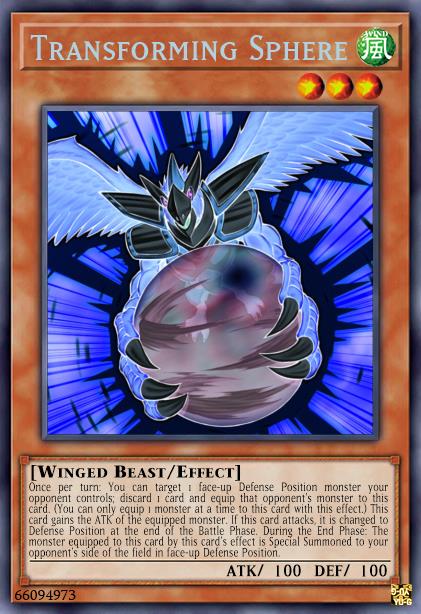 Transforming Sphere
WIND
風
[Winged Beast/Effect]
Once per turn: You can target 1 face-up Defense Position monster your
opponent controls; discard 1 card and equip that opponent's monster to this
card. (You can only equip 1 monster at a time to this card with this effect.) This
card gains the ATK of the equipped monster. If this card attacks, it is changed to
Defense Position at the end of the Battle Phase. During the End Phase: The
monster equipped to this card by this card's effect is Special Summoned to your
opponent's side of the field in face-up Defense Position.
ATK/ 100 DEF/ 100
66094973